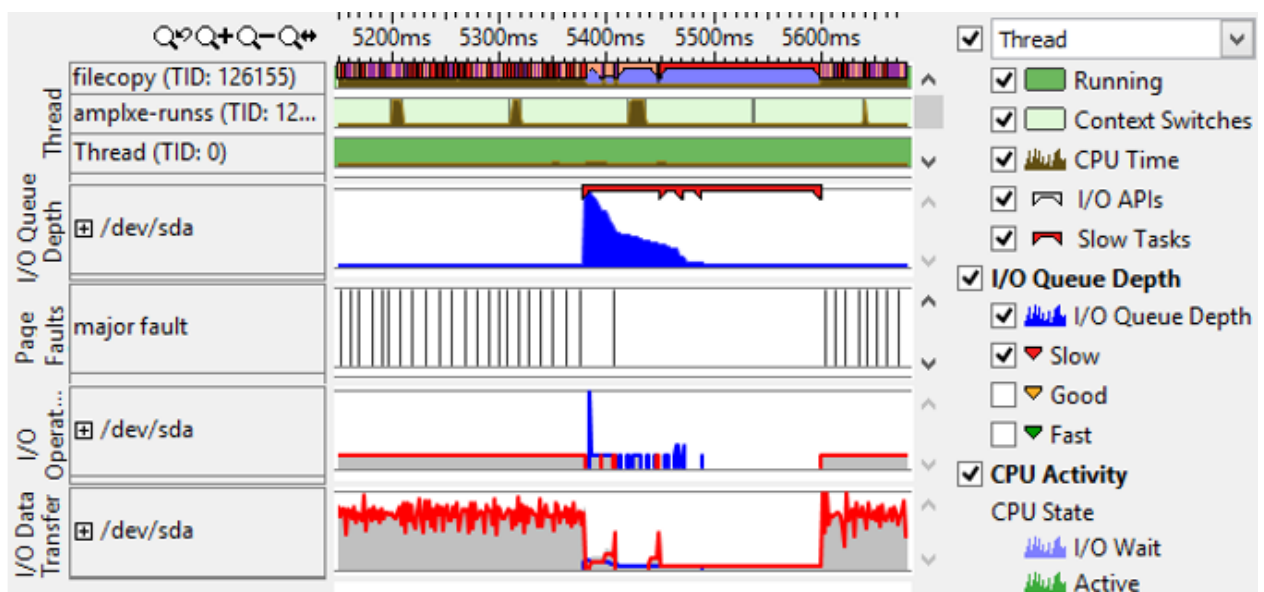 5200ms 5300ms 5400ms 5500ms 5600ms
Thread
filecopy (TID: 126155)
amplxe-runss (TID: 12...
Thread (TID: 0)
I/O Queue
Depth
/dev/sda
Page
Faults
major fault
I/O
Operat...
/dev/sda
I/O Data
Transfer
/dev/sda
Thread
Running
Context Switches
CPU Time
I/O APIs
Slow Tasks
I/O Queue Depth
I/O Queue Depth
Slow
Good
Fast
CPU Activity
CPU State
I/O Wait
Active